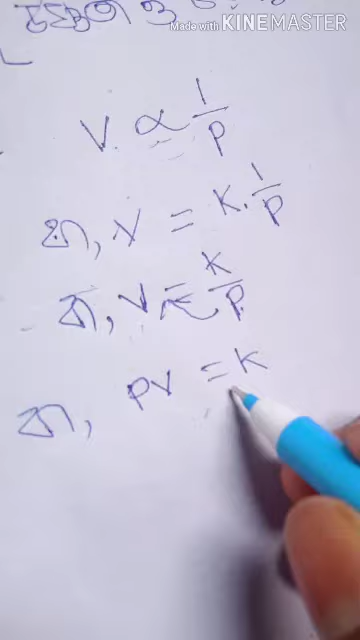 Made with KINEMASTER
V. ∝ 1/P
বা, V = K. 1/P
বা, V = K/P
বা, PV = K